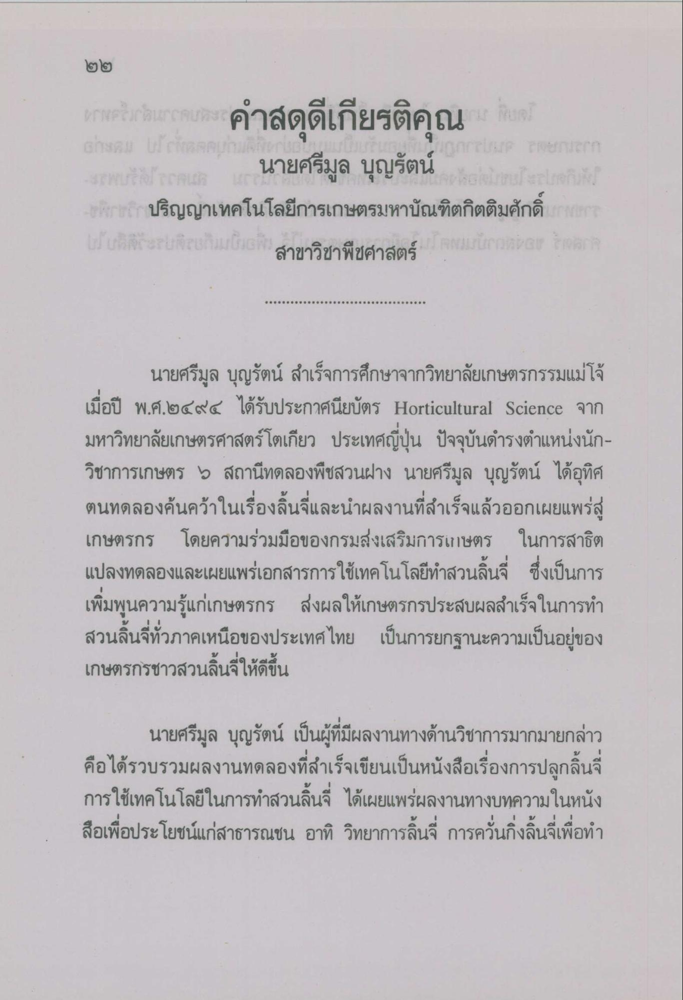 ๒๒
คำสดุดีเกียรติคุณ
นายศรีมูล บุญรัตน์
ปริญญาเทคโนโลยีการเกษตรมหาบัณฑิตกิตติมศักดิ์
สาขาวิชาพืชศาสตร์
......................................
นายศรีมูล บุญรัตน์ สำเร็จการศึกษาจากวิทยาลัยเกษตรกรรมแม่โจ้
เมื่อปี พ.ศ.๒๔๙๔ ได้รับประกาศนียบัตร Horticultural Science จาก
มหาวิทยาลัยเกษตรศาสตร์โตเกียว ประเทศญี่ปุ่น ปัจจุบันดำรงตำแหน่งนัก-
วิชาการเกษตร ๖ สถานีทดลองพืชสวนฝาง นายศรีมูล บุญรัตน์ ได้อุทิศ
ตนทดลองค้นคว้าในเรื่องลิ้นจี่และนำผลงานที่สำเร็จแล้วออกเผยแพร่สู่
เกษตรกร โดยความร่วมมือของกรมส่งเสริมการเกษตร ในการสาธิต
แปลงทดลองและเผยแพร่เอกสารการใช้เทคโนโลยีทำสวนลิ้นจี่ ซึ่งเป็นการ
เพิ่มพูนความรู้แก่เกษตรกร ส่งผลให้เกษตรกรประสบผลสำเร็จในการทำ
สวนลิ้นจี่ทั่วภาคเหนือของประเทศไทย เป็นการยกฐานะความเป็นอยู่ของ
เกษตรกรชาวสวนลิ้นจี่ให้ดีขึ้น
นายศรีมูล บุญรัตน์ เป็นผู้ที่มีผลงานทางด้านวิชาการมากมายกล่าว
คือได้รวบรวมผลงานทดลองที่สำเร็จเขียนเป็นหนังสือเรื่องการปลูกลิ้นจี่
การใช้เทคโนโลยีในการทำสวนลิ้นจี่ ได้เผยแพร่ผลงานทางบทความในหนัง
สือเพื่อประโยชน์แก่สาธารณชน อาทิ วิทยาการลิ้นจี่ การควั่นกิ่งลิ้นจี่เพื่อทำ